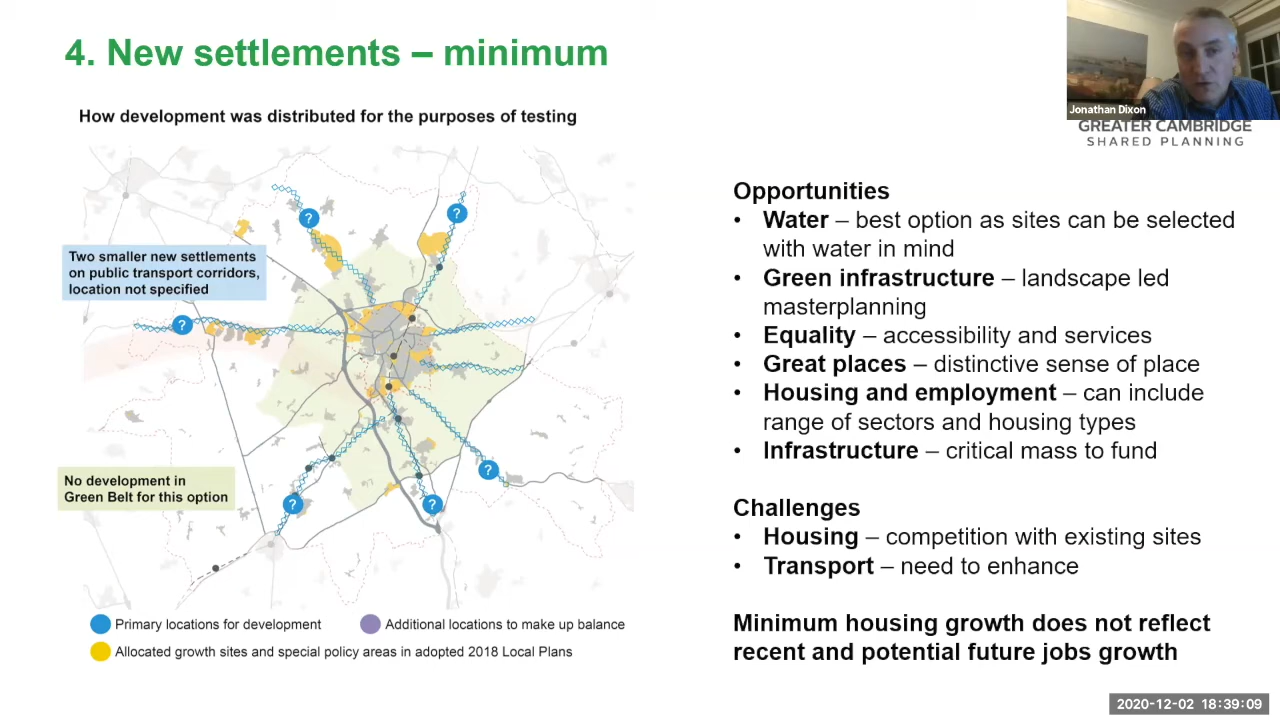 4. New settlements – minimum
How development was distributed for the purposes of testing
Jonathan Dixon
GREATER CAMBRIDGE
SHARED PLANNING
?
?
Two smaller new settlements
on public transport corridors,
location not specified
?
No development in
Green Belt for this option
?
?
?
Primary locations for development
Additional locations to make up balance
Allocated growth sites and special policy areas in adopted 2018 Local Plans
Opportunities
• Water – best option as sites can be selected
with water in mind
• Green infrastructure – landscape led
masterplanning
• Equality – accessibility and services
• Great places – distinctive sense of place
• Housing and employment – can include
range of sectors and housing types
• Infrastructure – critical mass to fund
Challenges
• Housing – competition with existing sites
• Transport – need to enhance
Minimum housing growth does not reflect
recent and potential future jobs growth
2020-12-02 18:39:09